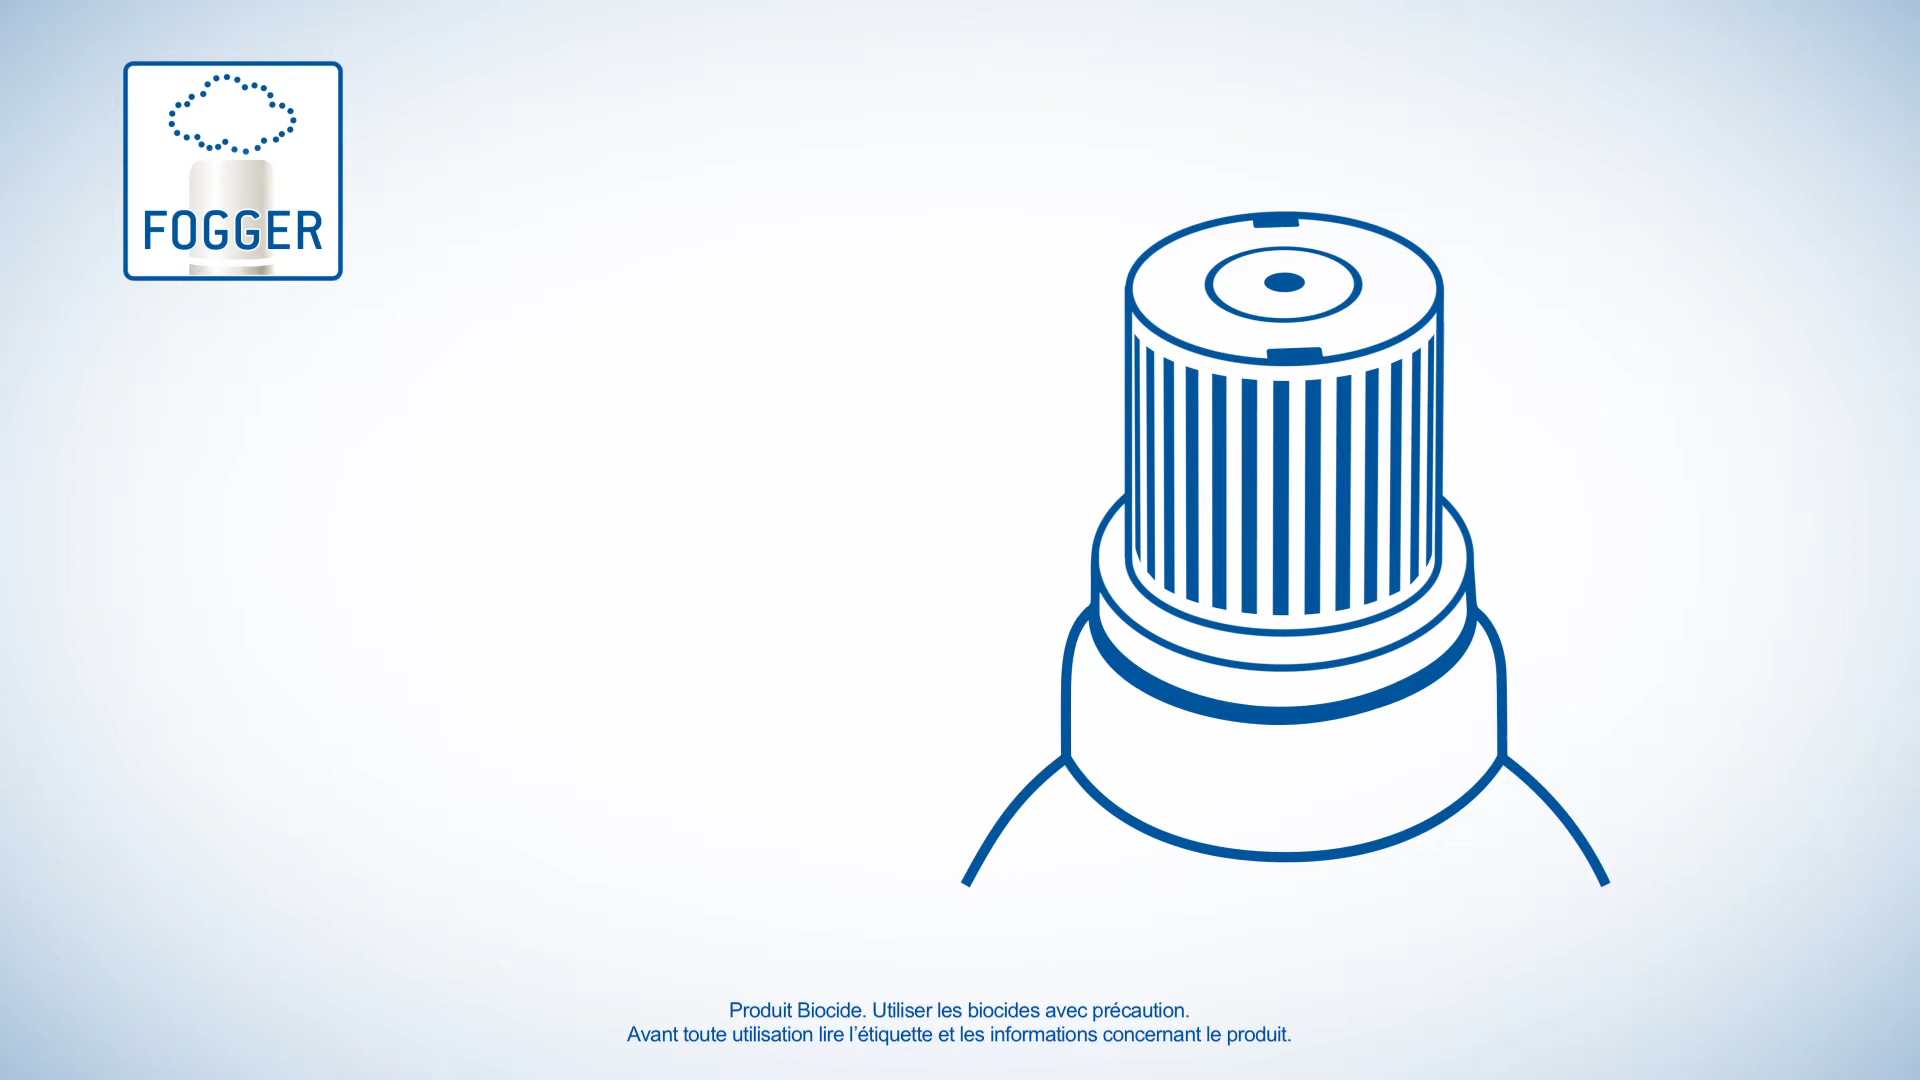 FOGGER
Produit Biocide. Utiliser les biocides avec précaution.
Avant toute utilisation lire l’étiquette et les informations concernant le produit.